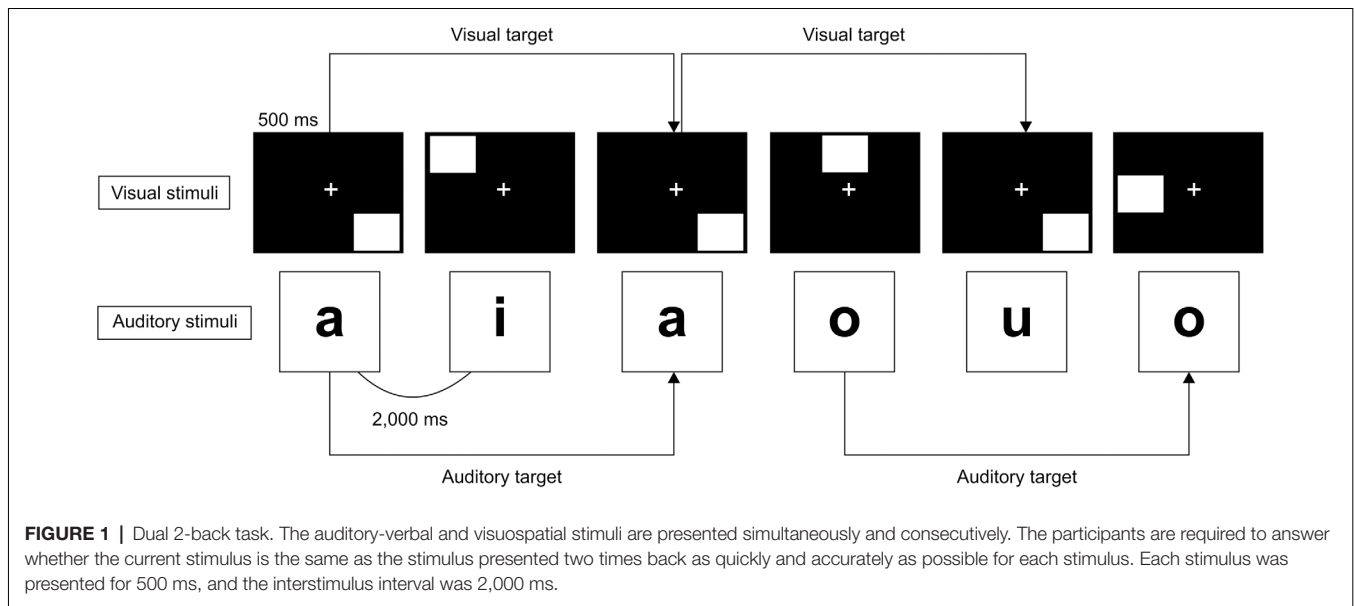 Visual target
Visual target
500 ms
Visual stimuli
Auditory stimuli
a
i
a
o
u
o
2,000 ms
Auditory target
Auditory target
FIGURE 1 | Dual 2-back task. The auditory-verbal and visuospatial stimuli are presented simultaneously and consecutively. The participants are required to answer
whether the current stimulus is the same as the stimulus presented two times back as quickly and accurately as possible for each stimulus. Each stimulus was
presented for 500 ms, and the interstimulus interval was 2,000 ms.